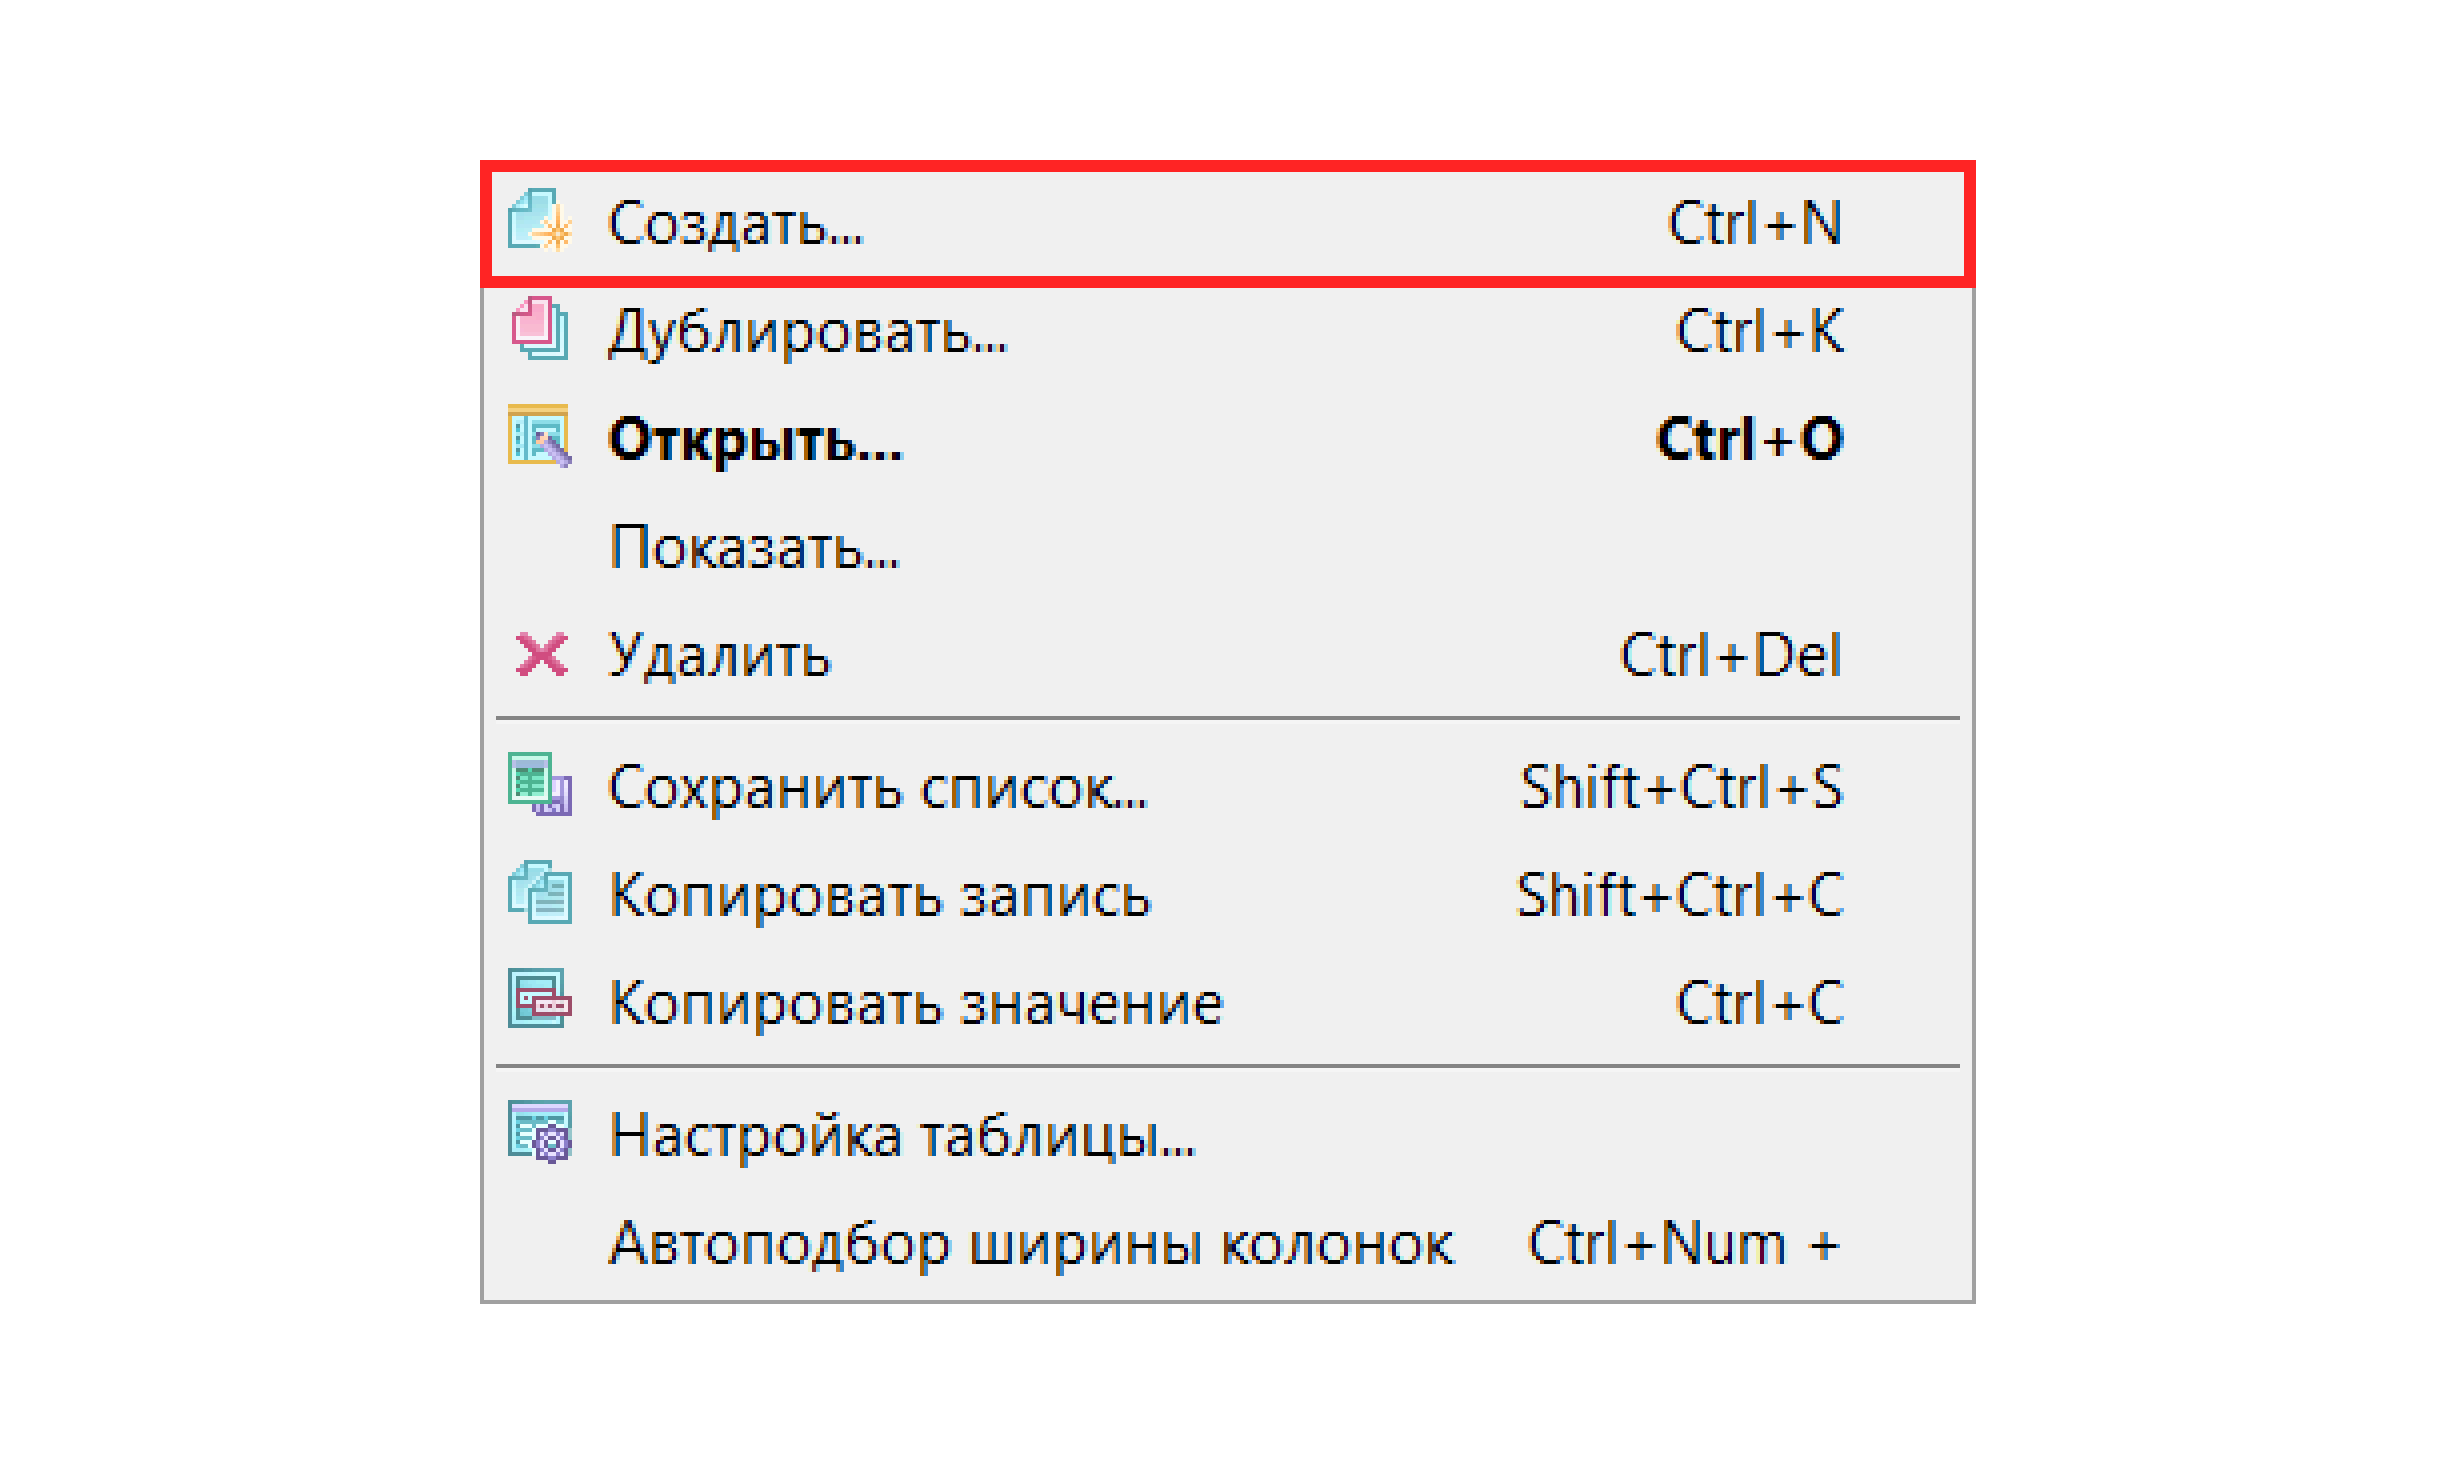 Создать... Ctrl+N
Дублировать... Ctrl+K
Открыть... Ctrl+O
Показать...
Удалить Ctrl+Del
Сохранить список... Shift+Ctrl+S
Копировать запись Shift+Ctrl+C
Копировать значение Ctrl+C
Настройка таблицы...
Автоподбор ширины колонок Ctrl+Num +